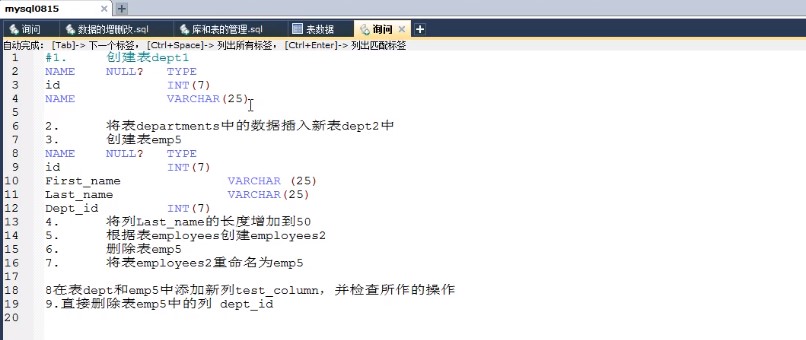 mysql0815
询问 数据的增删改.sql 库和表的管理.sql 表数据 询问
自动完成: [Tab]-> 下一个标签, [Ctrl+Space]-> 列出所有标签, [Ctrl+Enter]-> 列出匹配标签
1 #1. 创建表dept1
2 NAME NULL? TYPE
3 id INT(7)
4 NAME VARCHAR(25)
5
6 2. 将表departments中的数据插入新表dept2中
7 3. 创建表emp5
8 NAME NULL? TYPE
9 id INT(7)
10 First_name VARCHAR (25)
11 Last_name VARCHAR(25)
12 Dept_id INT(7)
13 4. 将列Last_name的长度增加到50
14 5. 根据表employees创建employees2
15 6. 删除表emp5
16 7. 将表employees2重命名为emp5
17
18 8在表dept和emp5中添加新列test_column，并检查所作的操作
19 9.直接删除表emp5中的列 dept_id
20